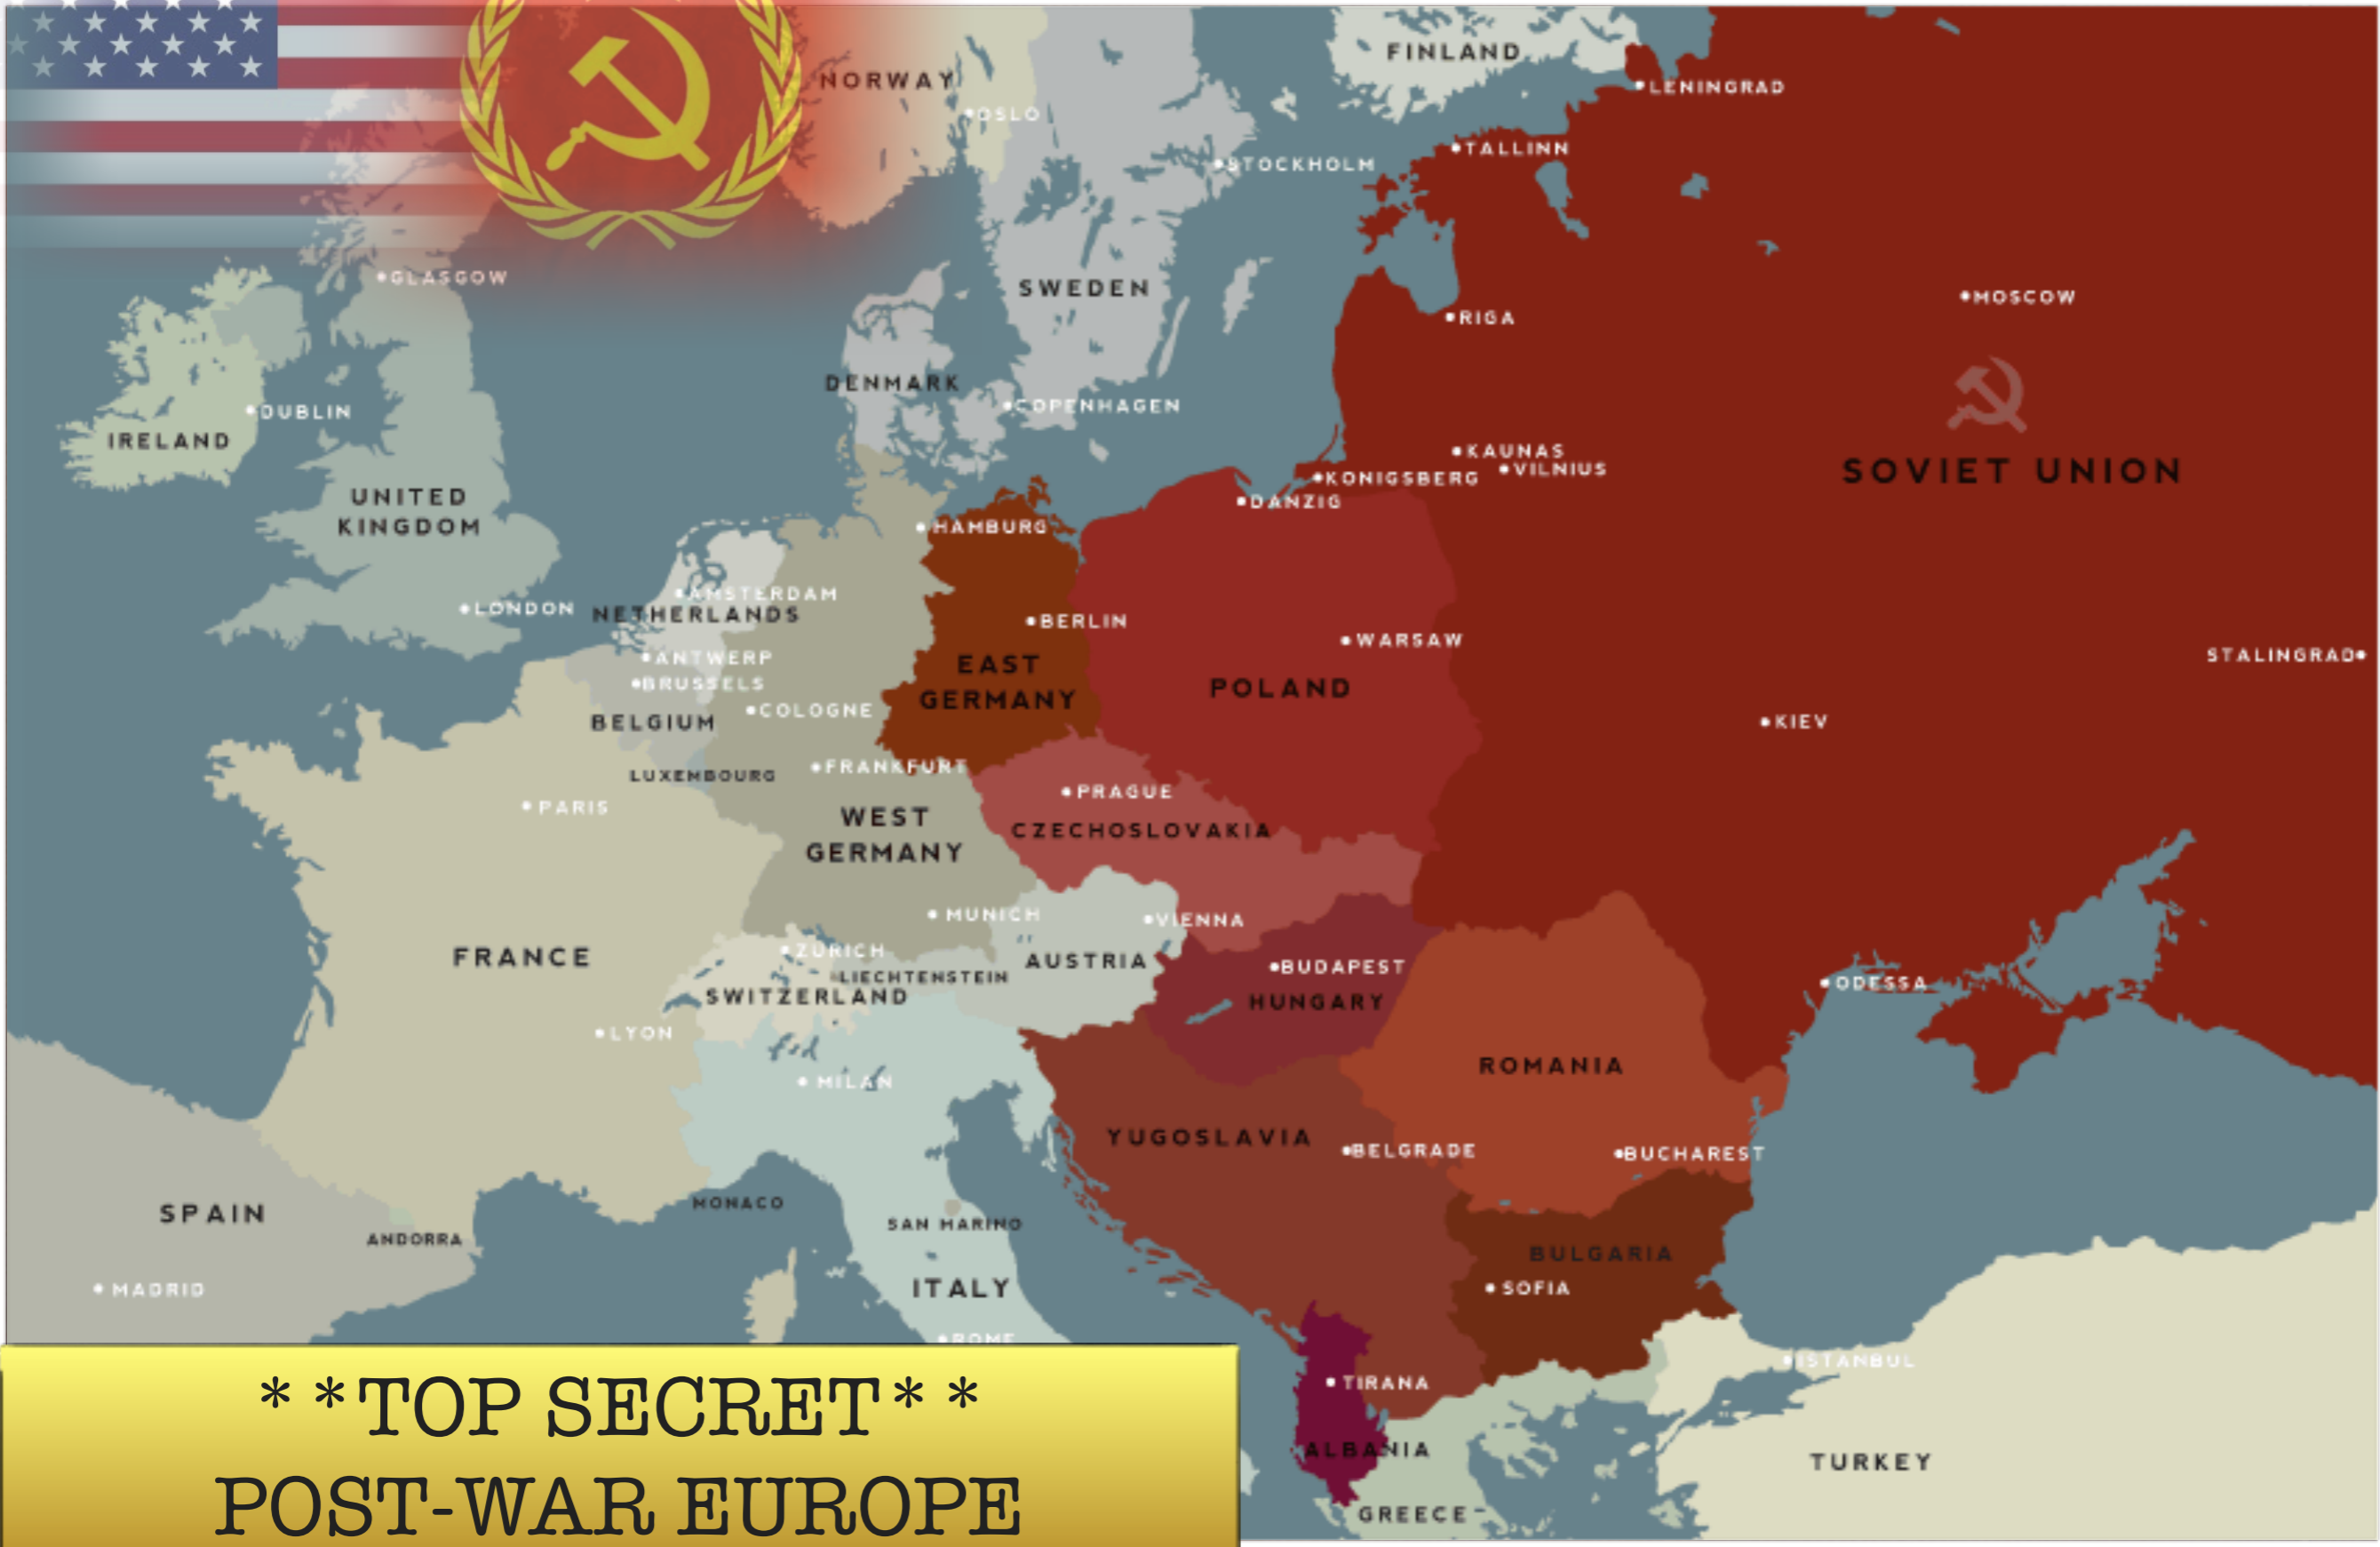 FINLAND
NORWAY
LENINGRAD
OSLO
TALLINN
STOCKHOLM
GLASGOW
SWEDEN
MOSCOW
RIGA
DENMARK
COPENHAGEN
DUBLIN
IRELAND
KAUNAS
VILNIUS
SOVIET UNION
KONIGSBERG
UNITED
KINGDOM
DANZIG
HAMBURG
AMSTERDAM
LONDON
NETHERLANDS
BERLIN
WARSAW
ANTWERP
STALINGRAD
EAST
GERMANY
BRUSSELS
POLAND
COLOGNE
BELGIUM
KIEV
LUXEMBOURG
FRANKFURT
PRAGUE
PARIS
WEST
GERMANY
CZECHOSLOVAKIA
MUNICH
VIENNA
FRANCE
ZURICH
AUSTRIA
BUDAPEST
LIECHTENSTEIN
ODESSA
SWITZERLAND
HUNGARY
LYON
ROMANIA
MILAN
YUGOSLAVIA
BELGRADE
BUCHAREST
MONACO
SPAIN
SAN MARINO
ANDORRA
BULGARIA
MADRID
ITALY
SOFIA
ROME
ISTANBUL
TIRANA
ALBANIA
TURKEY
GREECE
**TOP SECRET**
POST-WAR EUROPE